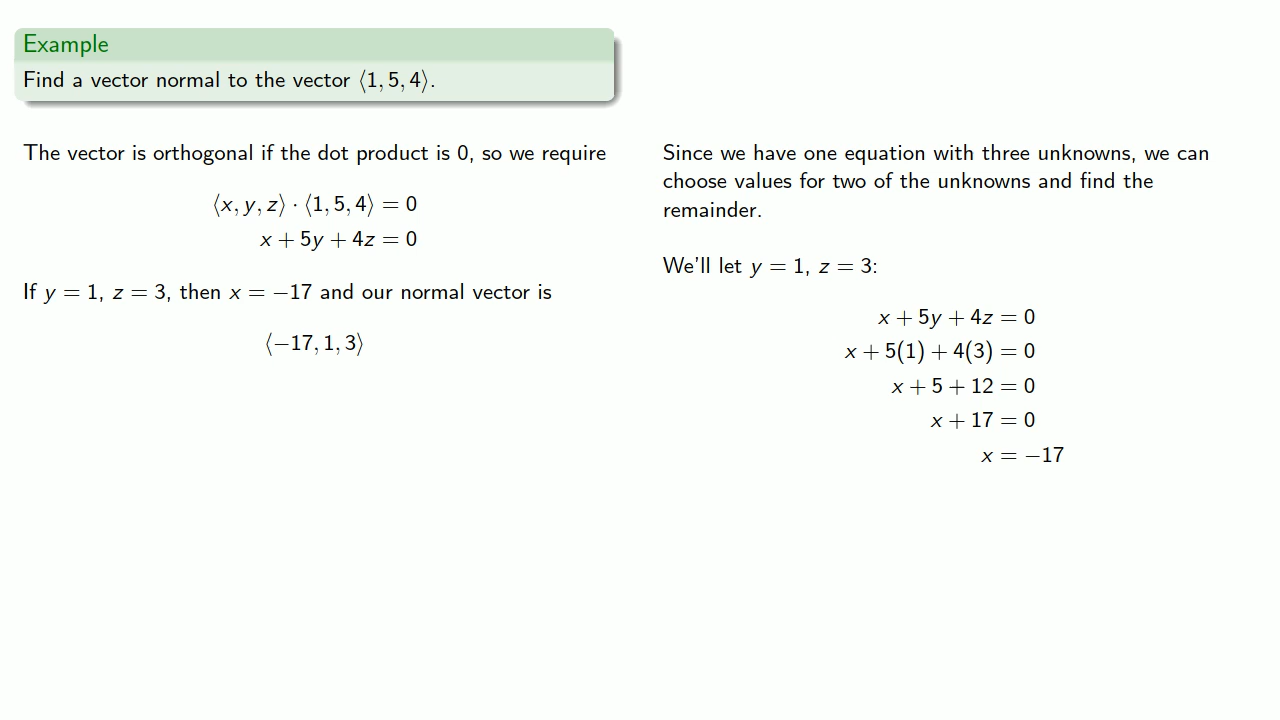 Example
Find a vector normal to the vector ⟨1, 5, 4⟩.
The vector is orthogonal if the dot product is 0, so we require
⟨x, y, z⟩ · ⟨1, 5, 4⟩ = 0
x + 5y + 4z = 0
If y = 1, z = 3, then x = −17 and our normal vector is
⟨−17, 1, 3⟩
Since we have one equation with three unknowns, we can
choose values for two of the unknowns and find the
remainder.
We'll let y = 1, z = 3:
x + 5y + 4z = 0
x + 5(1) + 4(3) = 0
x + 5 + 12 = 0
x + 17 = 0
x = −17